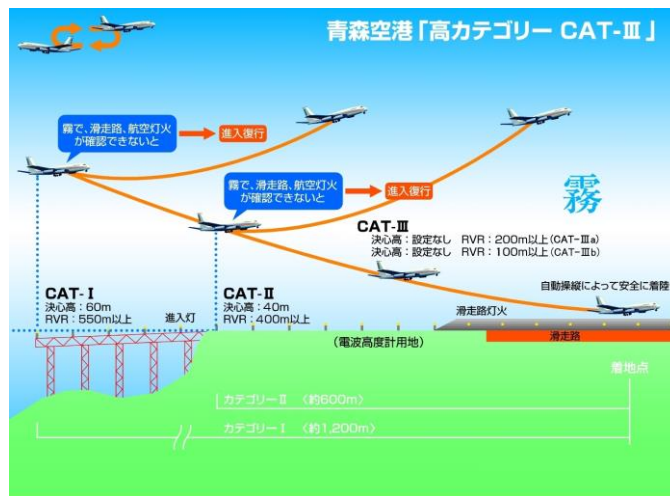 青森空港「高カテゴリー CAT-Ⅲ」
霧で、滑走路、航空灯火
が確認できないと
進入復行
霧で、滑走路、航空灯火
が確認できないと
進入復行
霧
CAT-Ⅲ
決心高:設定なし RVR:200m以上(CAT-Ⅲa)
決心高:設定なし RVR:100m以上(CAT-Ⅲb)
自動操縦によって安全に着陸
CAT-Ⅰ
決心高:60m
RVR:550m以上
進入灯
CAT-Ⅱ
決心高:40m
RVR:400m以上
滑走路灯火
(電波高度計用地)
滑走路
着地点
カテゴリーⅡ 〈約600m〉
カテゴリーⅠ 〈約1,200m〉